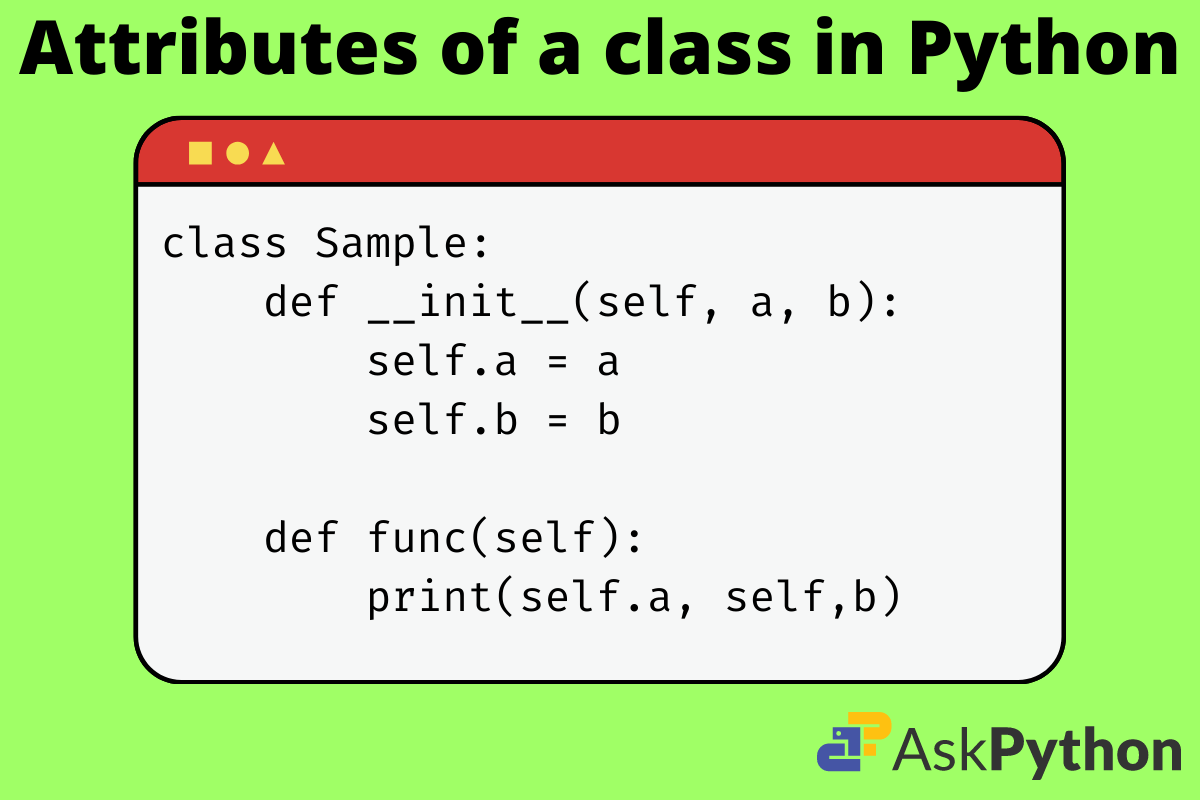 Attributes of a class in Python
class Sample:
    def __init__(self, a, b):
        self.a = a
        self.b = b
    def func(self):
        print(self.a, self,b)
AskPython